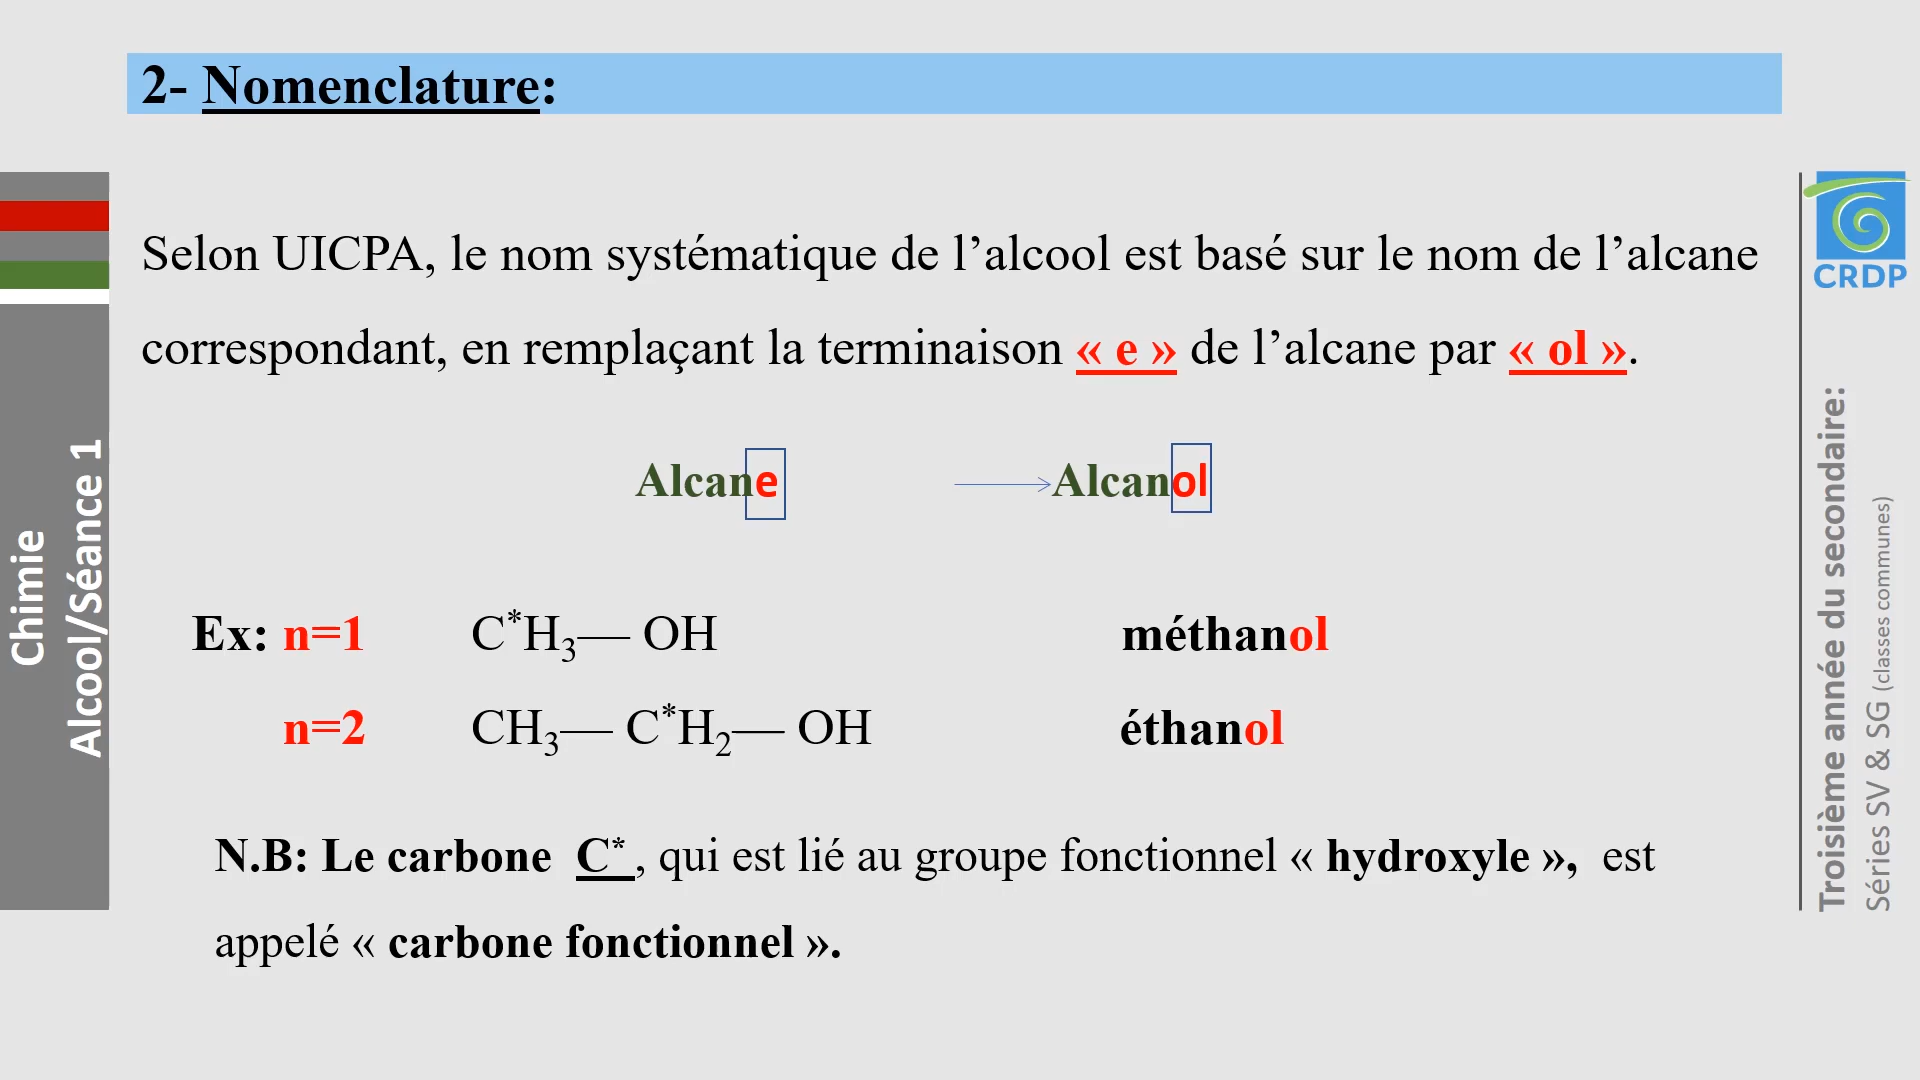 2- Nomenclature:
Selon UICPA, le nom systématique de l’alcool est basé sur le nom de l’alcane
correspondant, en remplaçant la terminaison « e » de l’alcane par « ol ».
Alcane → Alcanol
Ex: n=1 C*H₃— OH méthanol
n=2 CH₃— C*H₂— OH éthanol
N.B: Le carbone C* , qui est lié au groupe fonctionnel « hydroxyle », est
appelé « carbone fonctionnel ».
Chimie
Alcool/Séance 1
CRDP
Troisième année du secondaire:
Séries SV & SG (classes communes)